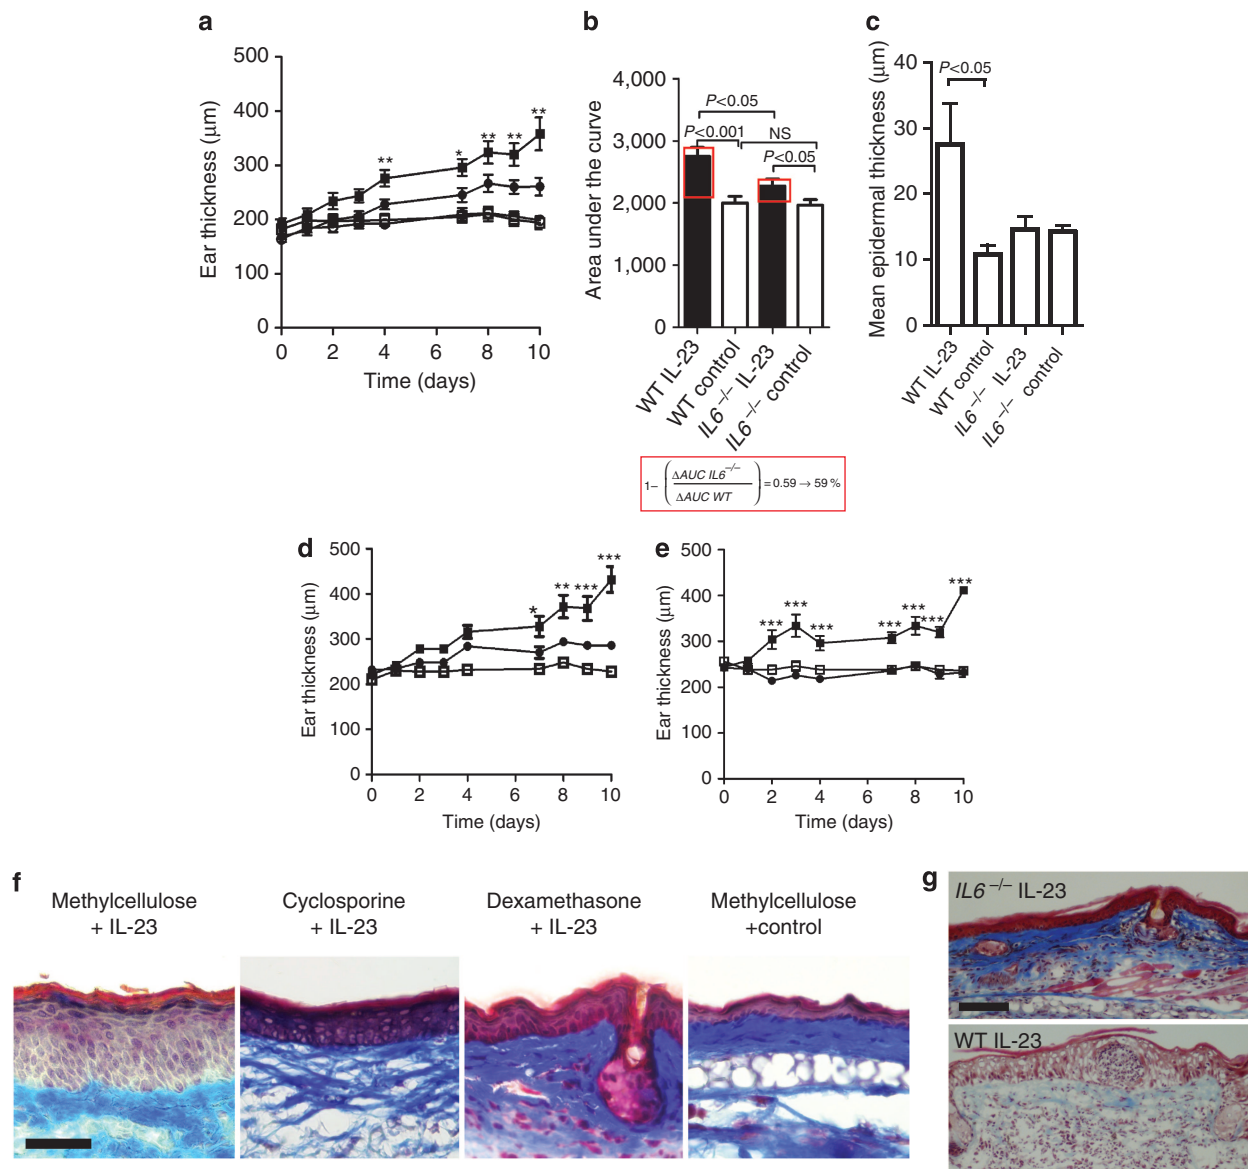 a
500
400
300
200
100
0
Ear thickness (μm)
** * ** ** **
0 2 4 6 8 10
Time (days)
b
4,000
3,000
2,000
1,000
0
Area under the curve
P<0.05
P<0.001
NS
P<0.05
WT IL-23
WT control
IL6 –/– IL-23
IL6 –/– control
1– ( ΔAUC IL6 –/–
ΔAUC WT ) = 0.59 → 59 %
c
40
30
20
10
0
Mean epidermal thickness (μm)
P<0.05
WT IL-23
WT control
IL6 –/– IL-23
IL6 –/– control
d
500
400
300
200
100
0
Ear thickness (μm)
* ** *** ***
0 2 4 6 8 10
Time (days)
e
500
400
300
200
100
0
Ear thickness (μm)
*** *** *** *** *** *** ***
0 2 4 6 8 10
Time (days)
f
Methylcellulose
+ IL-23
Cyclosporine
+ IL-23
Dexamethasone
+ IL-23
Methylcellulose
+control
g
IL6 –/– IL-23
WT IL-23